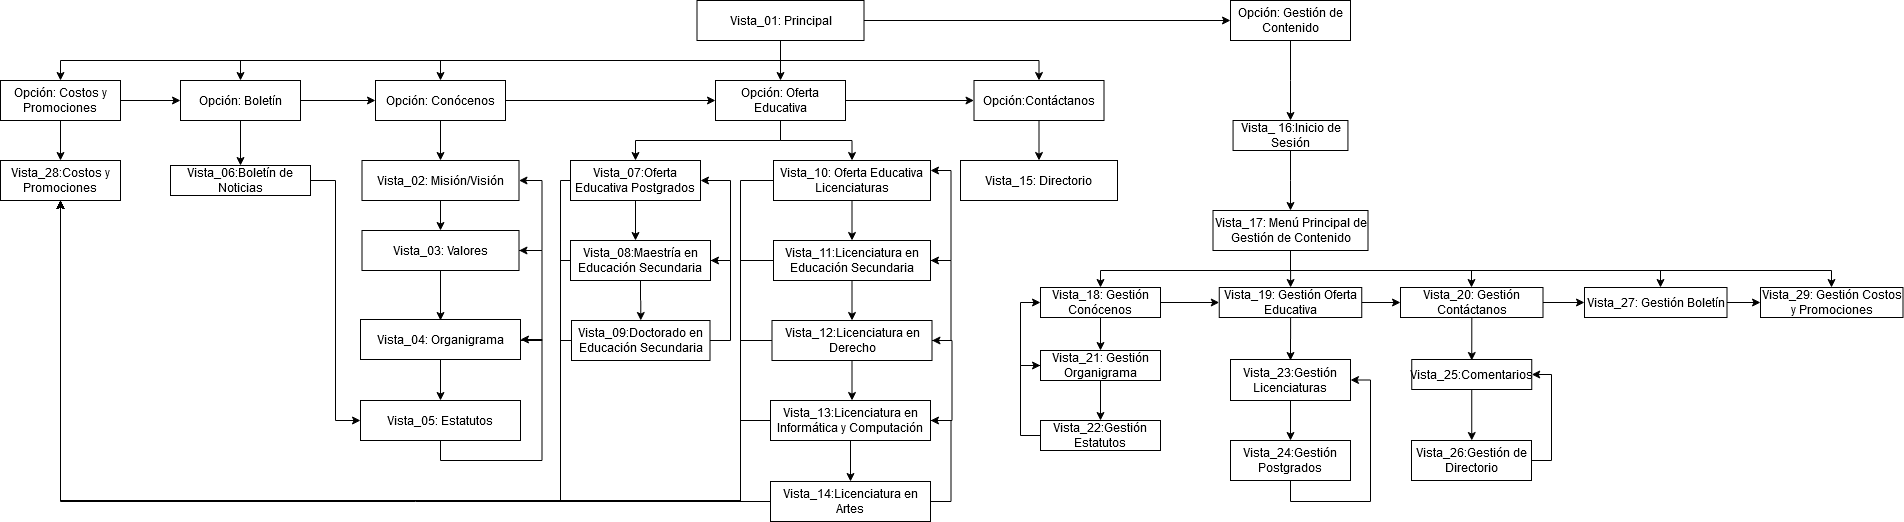 Vista_01: Principal
Opción: Gestión de
Contenido
Opción: Costos y
Promociones
Opción: Boletín
Opción: Conócenos
Opción: Oferta
Educativa
Opción:Contáctanos
Vista_ 16:Inicio de
Sesión
Vista_28:Costos y
Promociones
Vista_06:Boletín de
Noticias
Vista_02: Misión/Visión
Vista_07:Oferta
Educativa Postgrados
Vista_10: Oferta Educativa
Licenciaturas
Vista_15: Directorio
Vista_17: Menú Principal de
Gestión de Contenido
Vista_03: Valores
Vista_08:Maestría en
Educación Secundaria
Vista_11:Licenciatura en
Educación Secundaria
Vista_18: Gestión
Conócenos
Vista_19: Gestión Oferta
Educativa
Vista_20: Gestión
Contáctanos
Vista_27: Gestión Boletín
Vista_29: Gestión Costos
y Promociones
Vista_04: Organigrama
Vista_09:Doctorado en
Educación Secundaria
Vista_12:Licenciatura en
Derecho
Vista_21: Gestión
Organigrama
Vista_23:Gestión
Licenciaturas
Vista_25:Comentarios
Vista_05: Estatutos
Vista_13:Licenciatura en
Informática y Computación
Vista_22:Gestión
Estatutos
Vista_24:Gestión
Postgrados
Vista_26:Gestión de
Directorio
Vista_14:Licenciatura en
Artes